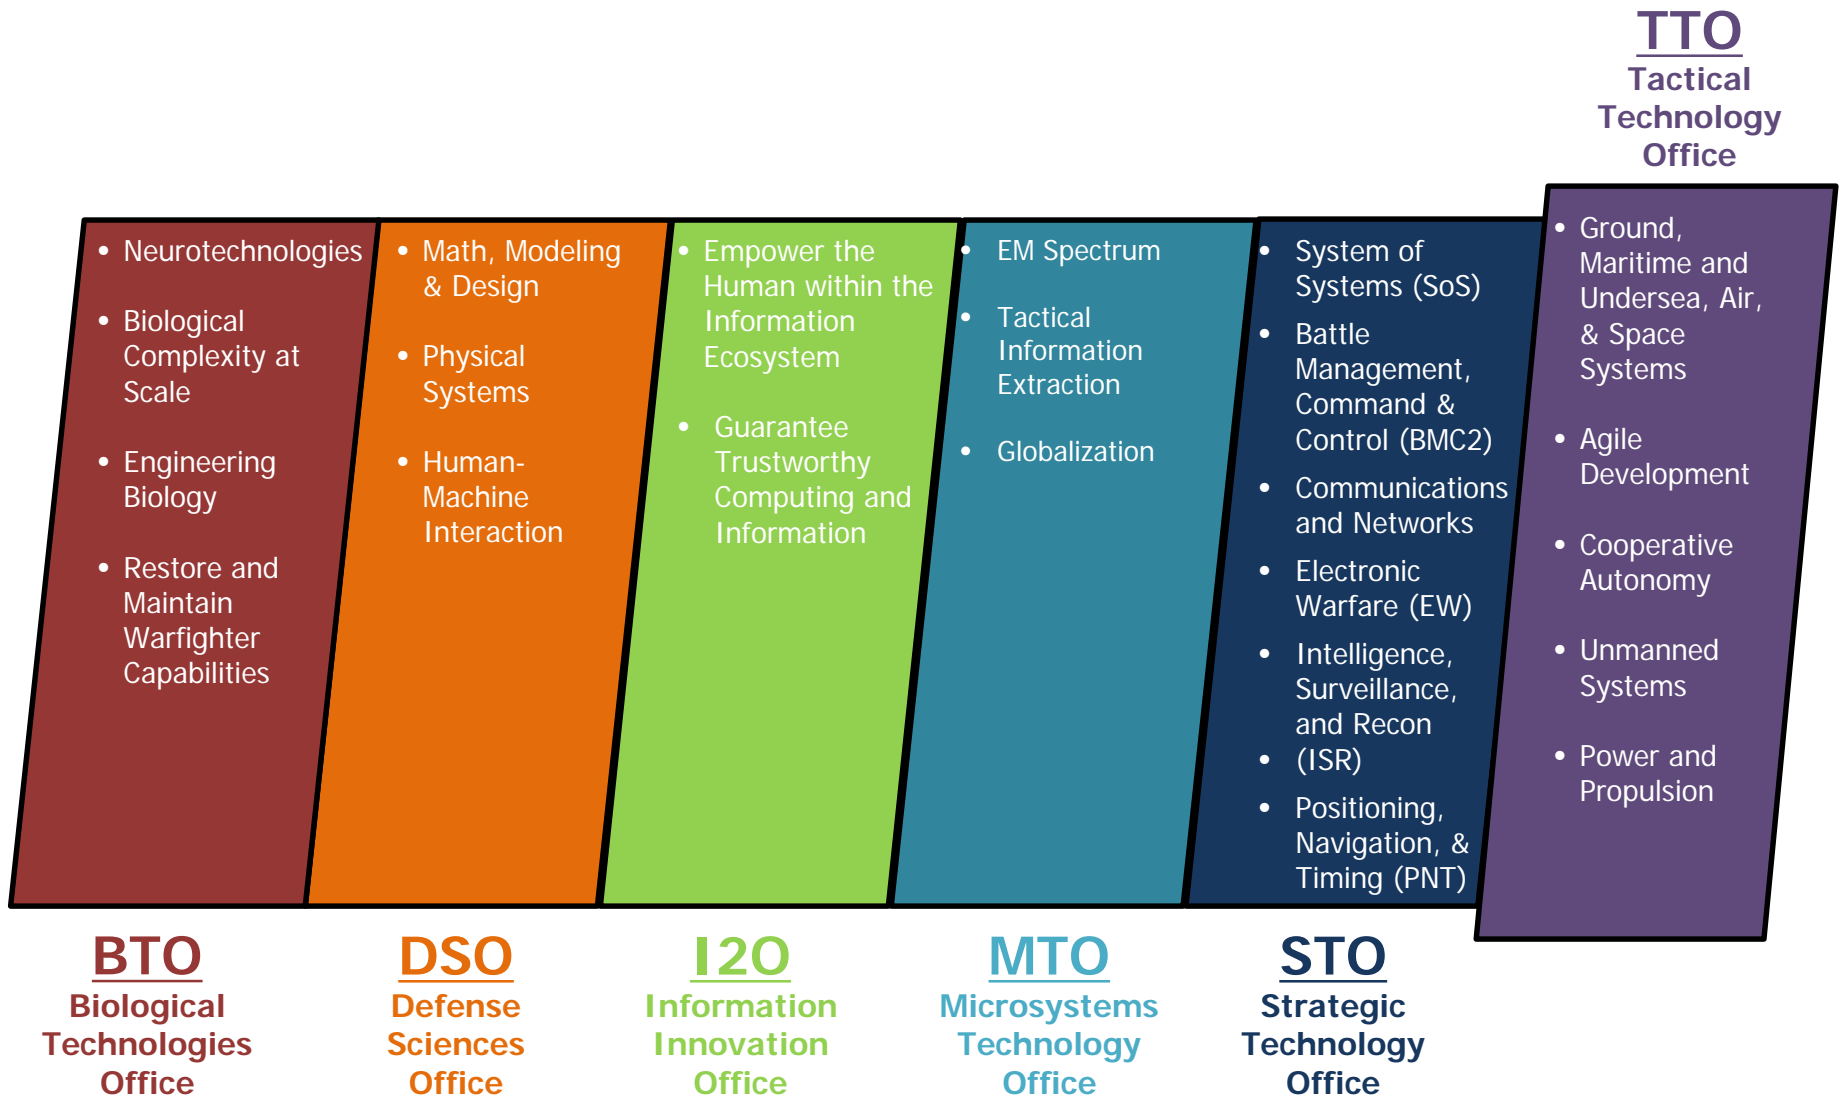 TTO
Tactical
Technology
Office
• Neurotechnologies
• Biological
Complexity at
Scale
• Engineering
Biology
• Restore and
Maintain
Warfighter
Capabilities
• Math, Modeling
& Design
• Physical
Systems
• Human-
Machine
Interaction
• Empower the
Human within the
Information
Ecosystem
• Guarantee
Trustworthy
Computing and
Information
• EM Spectrum
• Tactical
Information
Extraction
• Globalization
• System of
Systems (SoS)
• Battle
Management,
Command &
Control (BMC2)
• Communications
and Networks
• Electronic
Warfare (EW)
• Intelligence,
Surveillance,
and Recon
• (ISR)
• Positioning,
Navigation, &
Timing (PNT)
• Ground,
Maritime and
Undersea, Air,
& Space
Systems
• Agile
Development
• Cooperative
Autonomy
• Unmanned
Systems
• Power and
Propulsion
BTO
Biological
Technologies
Office
DSO
Defense
Sciences
Office
I2O
Information
Innovation
Office
MTO
Microsystems
Technology
Office
STO
Strategic
Technology
Office